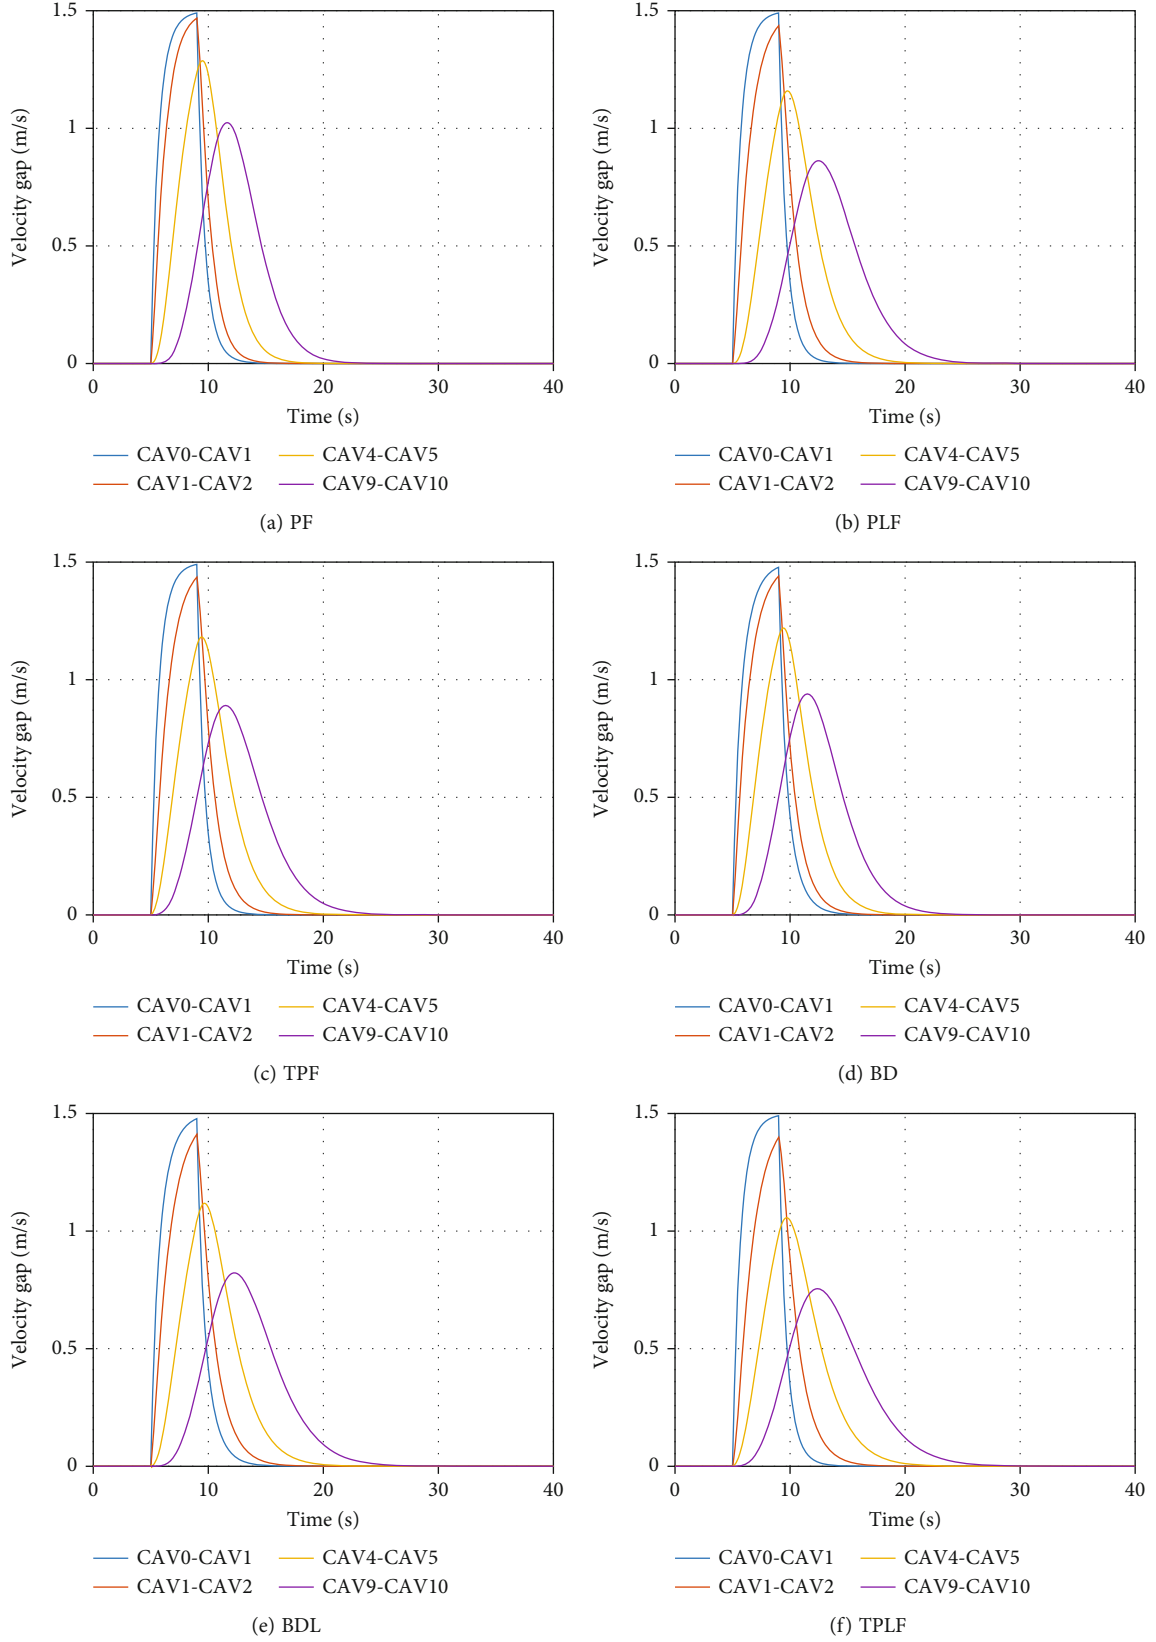 1.5
1
0.5
0
Velocity gap (m/s)
0 10 20 30 40
Time (s)
CAV0-CAV1 CAV4-CAV5
CAV1-CAV2 CAV9-CAV10
(a) PF
1.5
1
0.5
0
Velocity gap (m/s)
0 10 20 30 40
Time (s)
CAV0-CAV1 CAV4-CAV5
CAV1-CAV2 CAV9-CAV10
(b) PLF
1.5
1
0.5
0
Velocity gap (m/s)
0 10 20 30 40
Time (s)
CAV0-CAV1 CAV4-CAV5
CAV1-CAV2 CAV9-CAV10
(c) TPF
1.5
1
0.5
0
Velocity gap (m/s)
0 10 20 30 40
Time (s)
CAV0-CAV1 CAV4-CAV5
CAV1-CAV2 CAV9-CAV10
(d) BD
1.5
1
0.5
0
Velocity gap (m/s)
0 10 20 30 40
Time (s)
CAV0-CAV1 CAV4-CAV5
CAV1-CAV2 CAV9-CAV10
(e) BDL
1.5
1
0.5
0
Velocity gap (m/s)
0 10 20 30 40
Time (s)
CAV0-CAV1 CAV4-CAV5
CAV1-CAV2 CAV9-CAV10
(f) TPLF